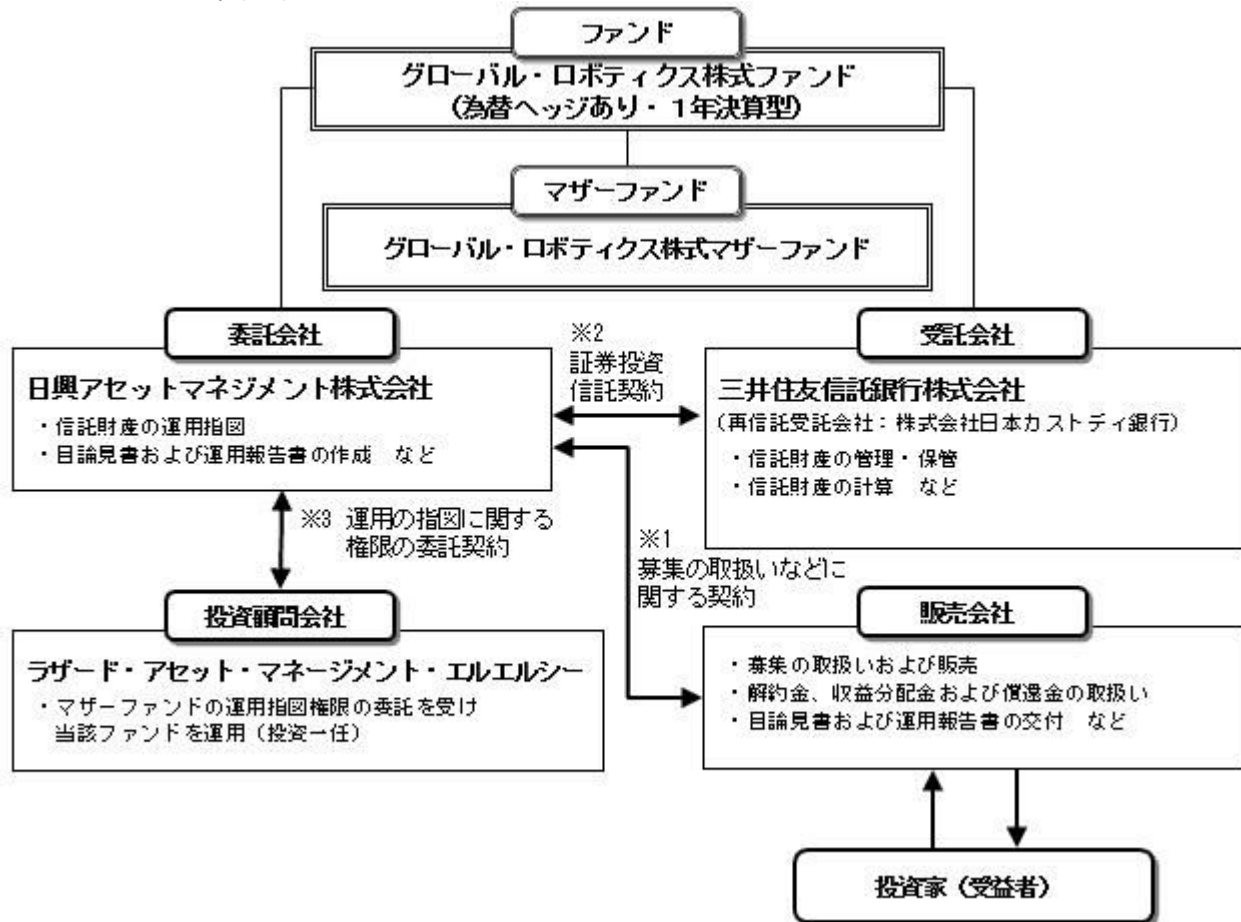 ファンド
グローバル・ロボティクス株式ファンド
(為替ヘッジあり・1年決算型)
マザーファンド
グローバル・ロボティクス株式マザーファンド
委託会社
日興アセットマネジメント株式会社
・信託財産の運用指図
・目論見書および運用報告書の作成 など
※2
証券投資
信託契約
受託会社
三井住友信託銀行株式会社
(再信託受託会社:株式会社日本カストディ銀行)
・信託財産の管理・保管
・信託財産の計算 など
※3 運用の指図に関する
権限の委託契約
※1
募集の取扱いなどに
関する契約
投資顧問会社
ラザード・アセット・マネージメント・エルエルシー
・マザーファンドの運用指図権限の委託を受け
当該ファンドを運用(投資一任)
販売会社
・募集の取扱いおよび販売
・解約金、収益分配金および償還金の取扱い
・目論見書および運用報告書の交付 など
投資家(受益者)